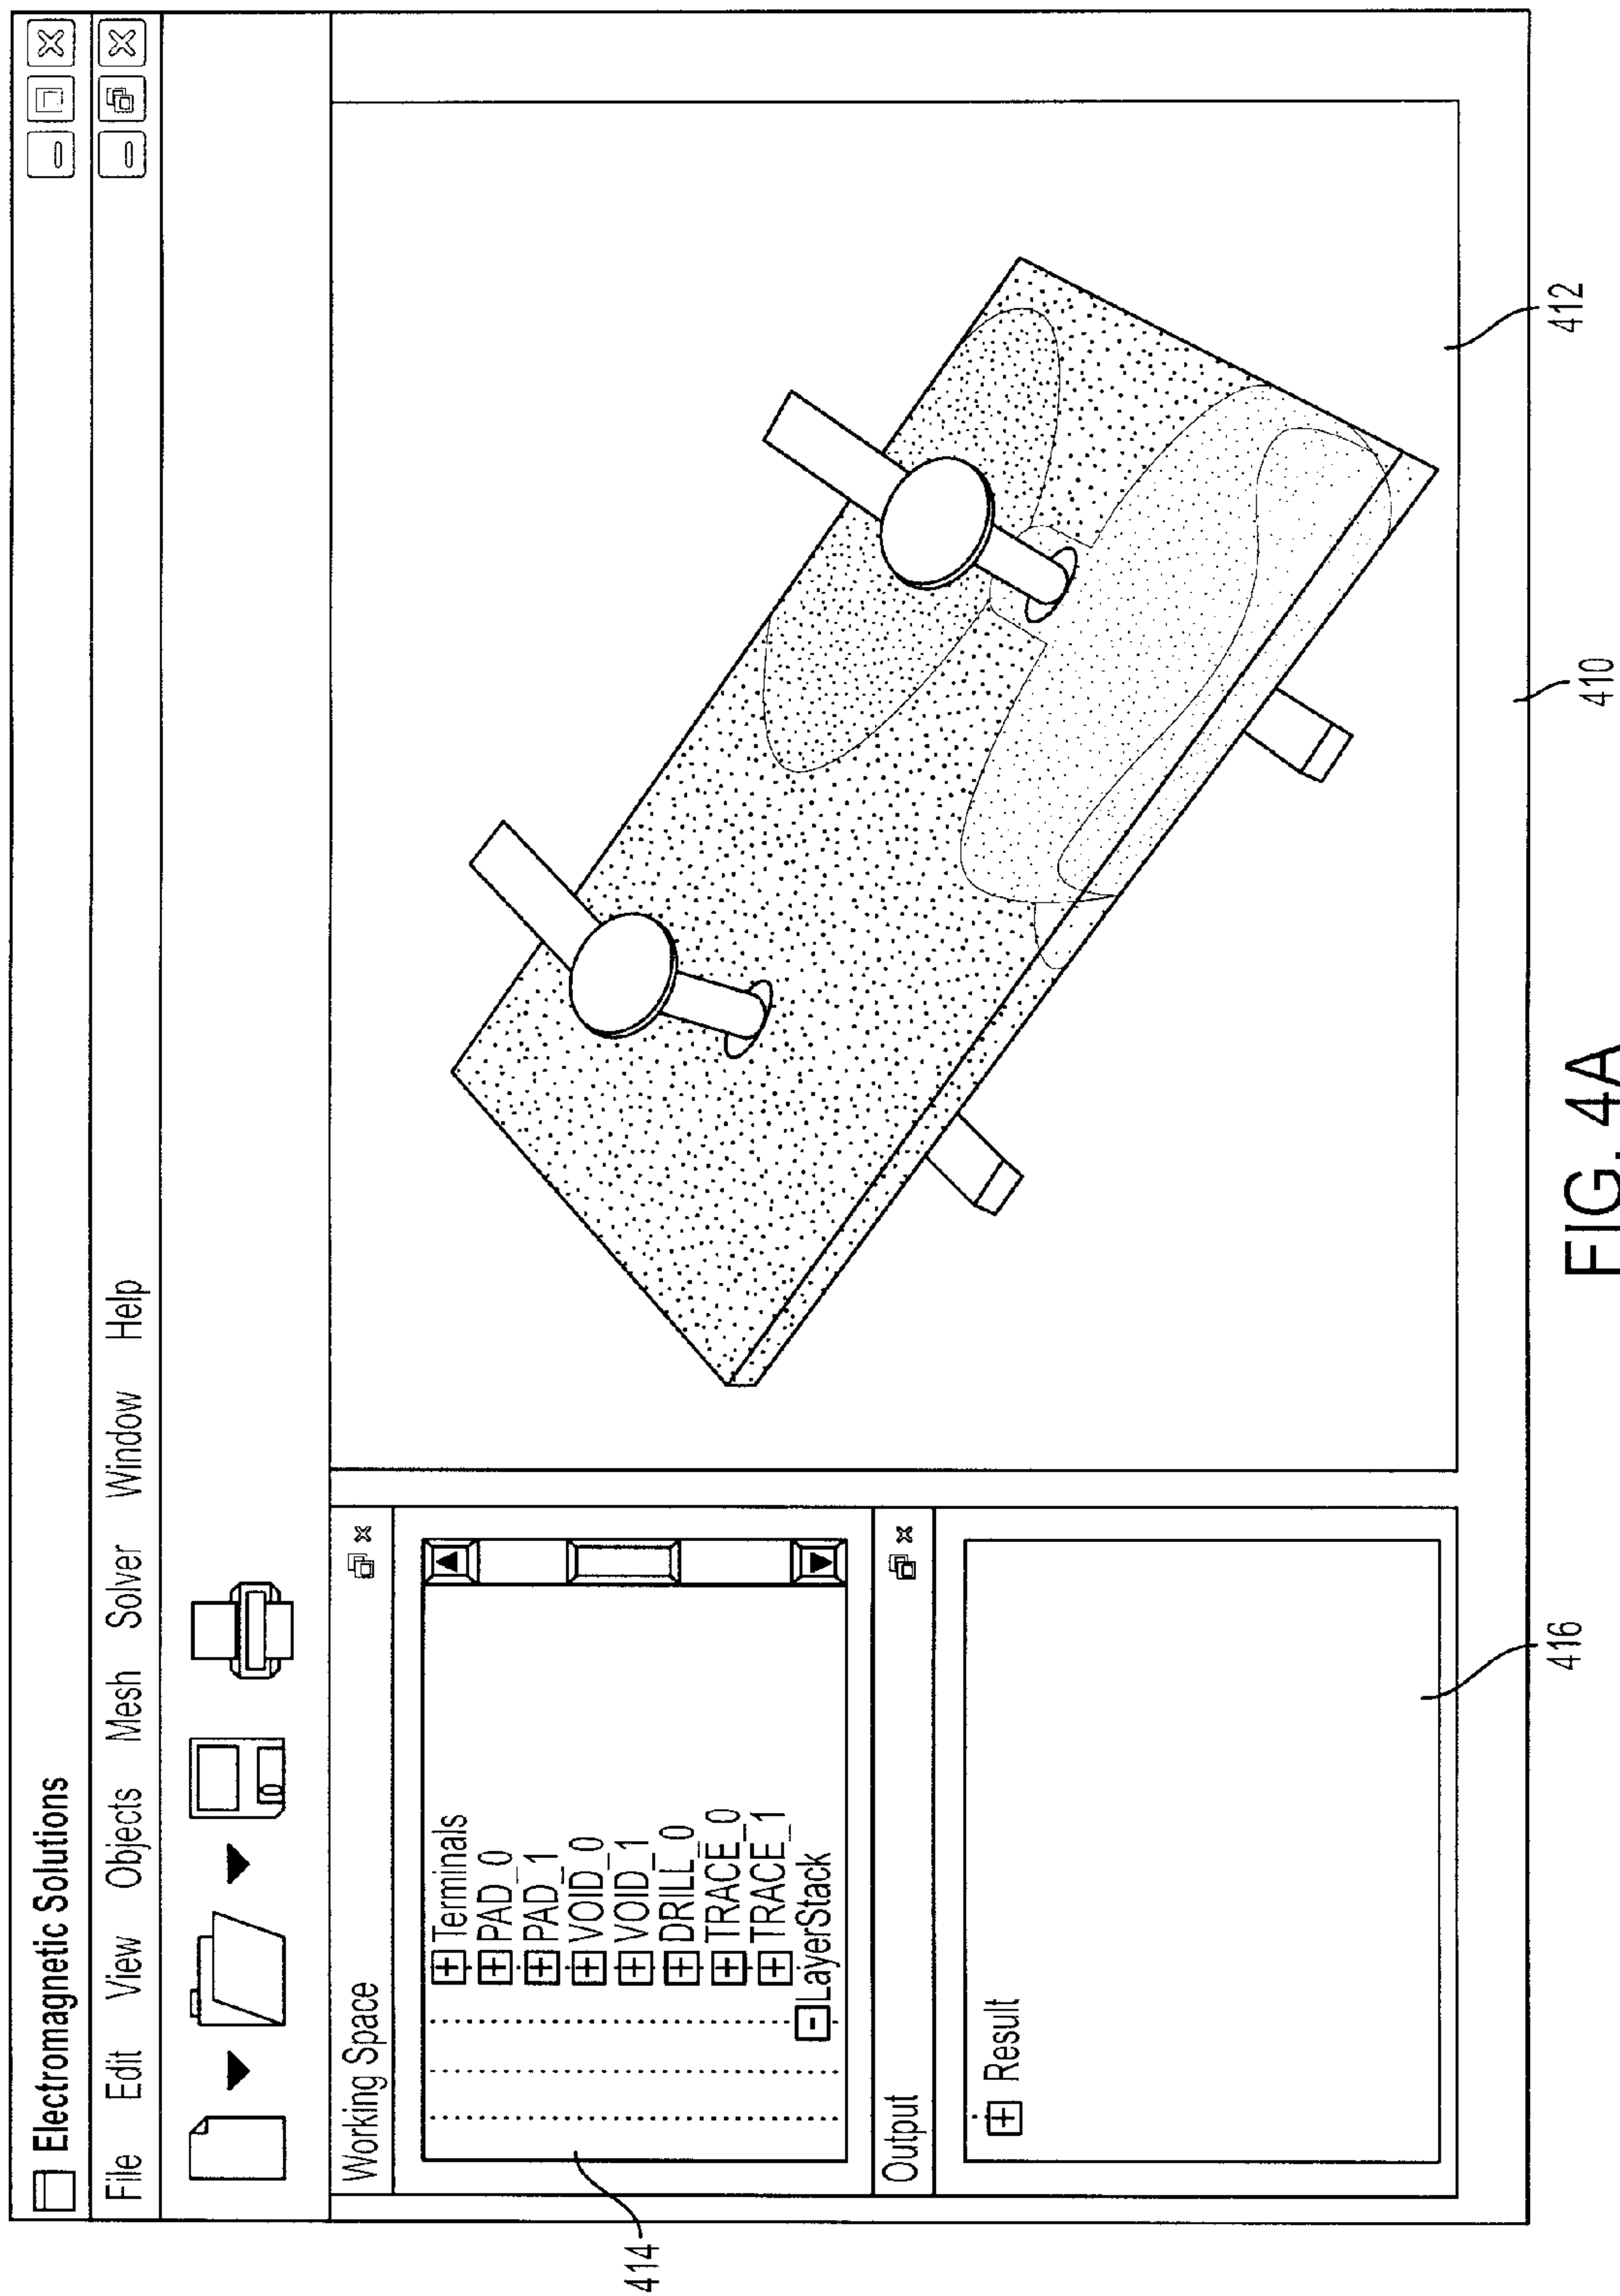 Electromagnetic Solutions
File Edit View Objects Mesh Solver Window Help
Working Space
Terminals
PAD_0
PAD_1
VOID_0
VOID_1
DRILL_0
TRACE_0
TRACE_1
LayerStack
414
Output
Result
416
410
412
FIG. 4A